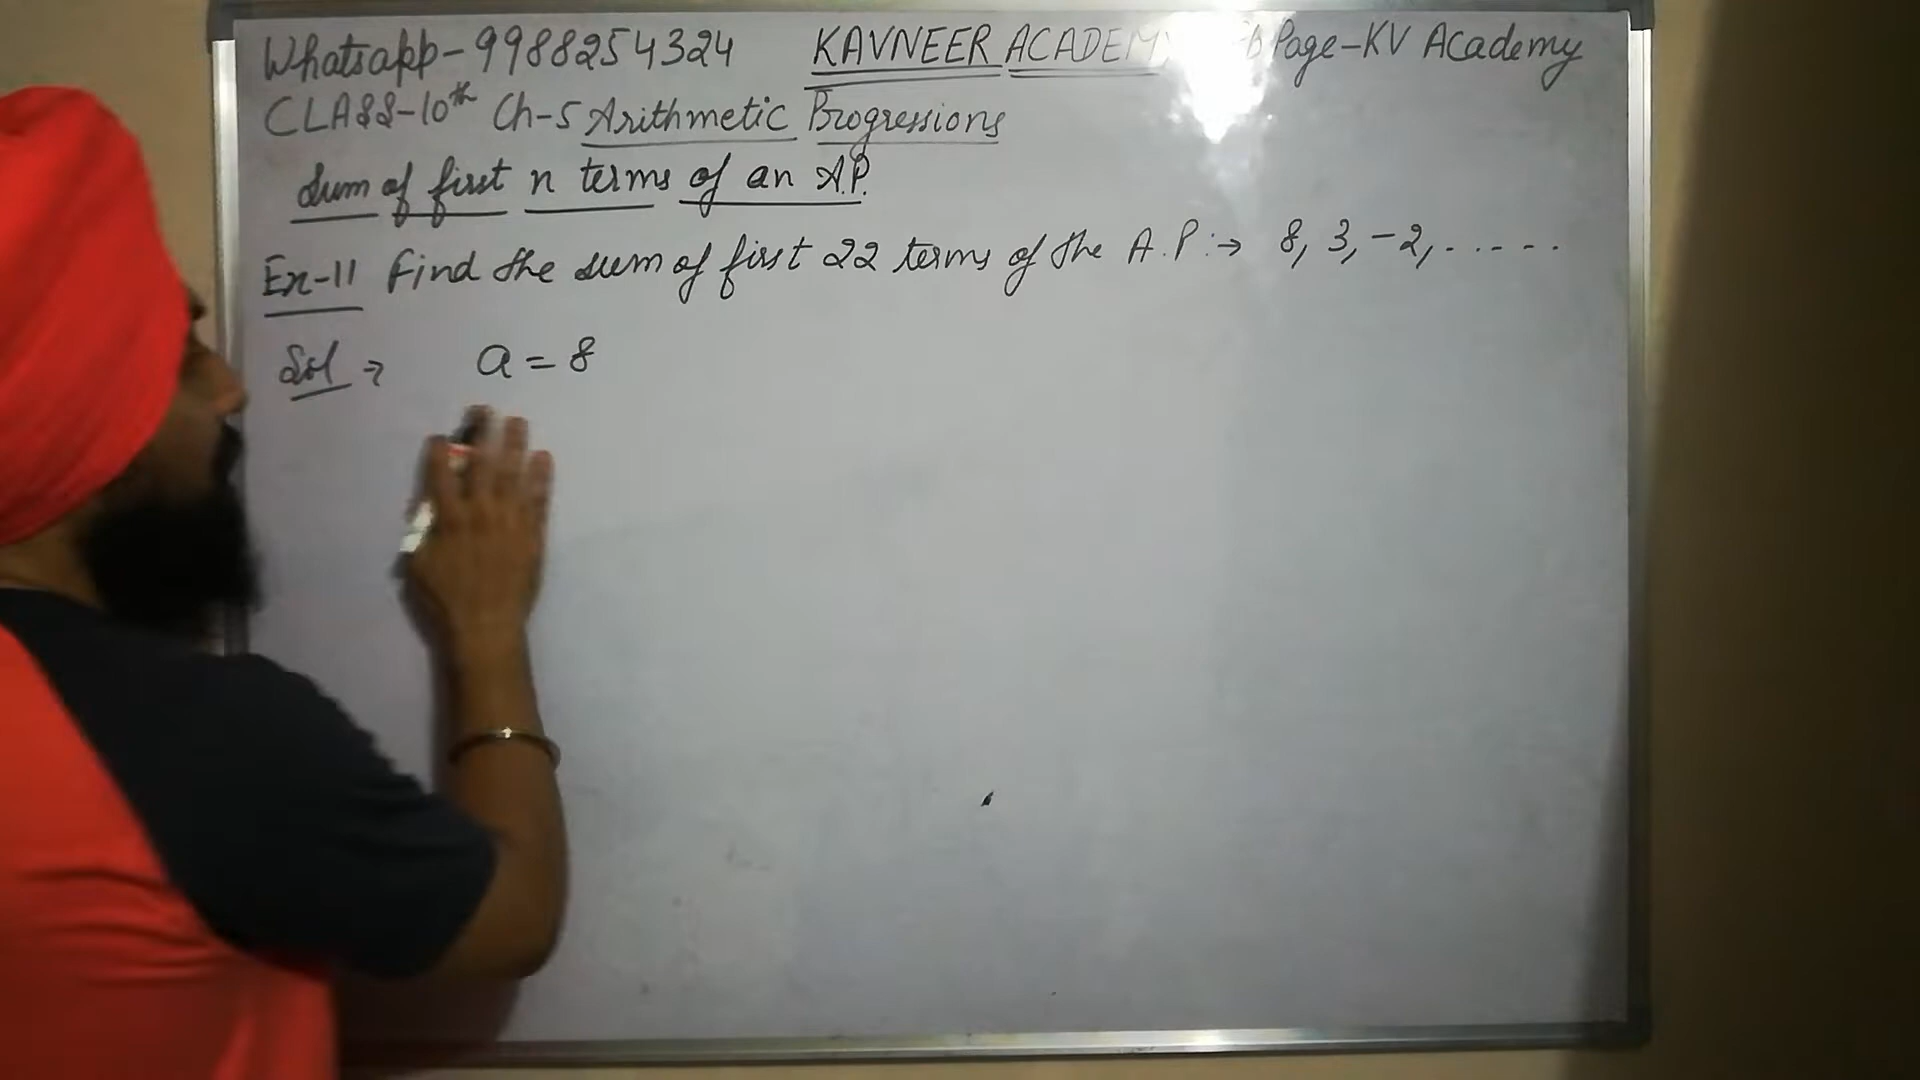 Whatsapp-9988254324 KAVNEER ACADEMY Page-KV Academy
CLASS-10th Ch-5 Arithmetic Progressions
Sum of first n terms of an A.P.
Ex-11 Find the sum of first 22 terms of the A.P:→ 8, 3, -2, .....
Sol → a = 8